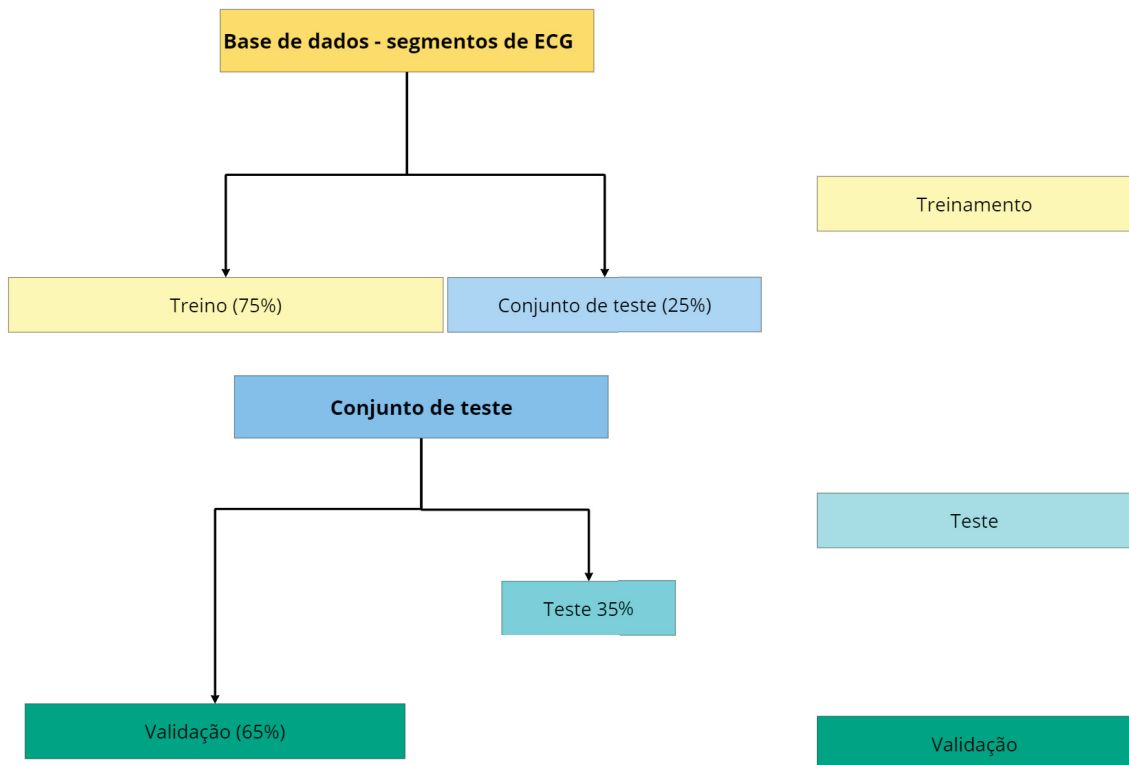 Base de dados - segmentos de ECG
Treinamento
Treino (75%)
Conjunto de teste (25%)
Conjunto de teste
Teste
Teste 35%
Validação (65%)
Validação